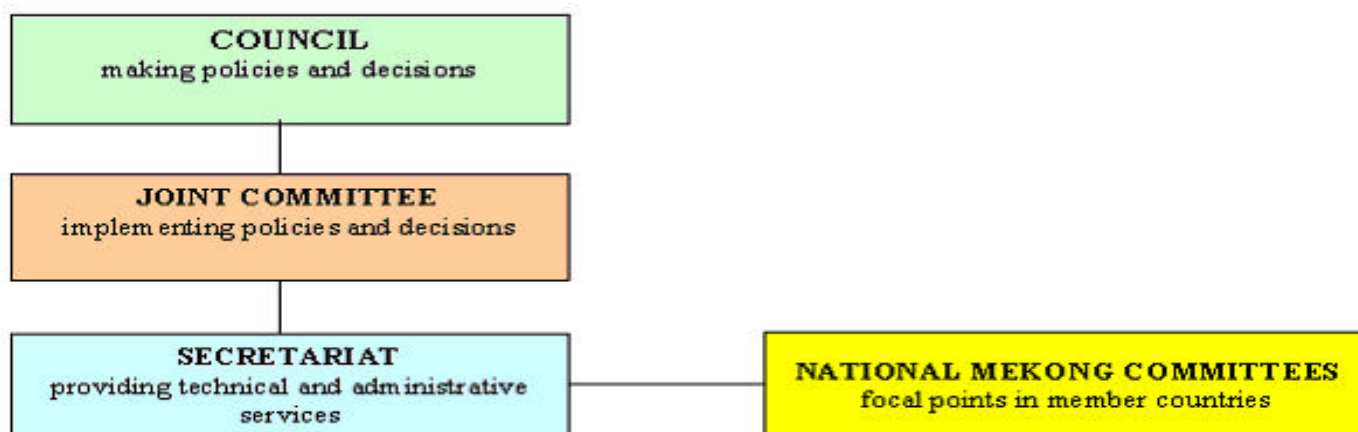 COUNCIL
making policies and decisions
JOINT COMMITTEE
implementing policies and decisions
SECRETARIAT
providing technical and administrative
services
NATIONAL MEKONG COMMITTEES
focal points in member countries